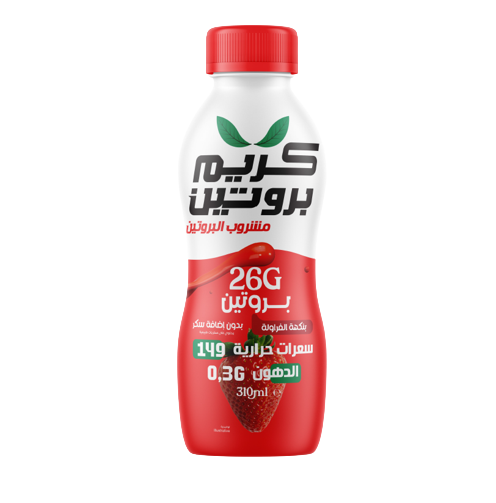 كريم
بروتين
مشروب البروتين
26G
بروتين
بنكهة الفراولة
بدون إضافة سكر
سعرات حرارية 149
الدهون 0,3G
310ml e